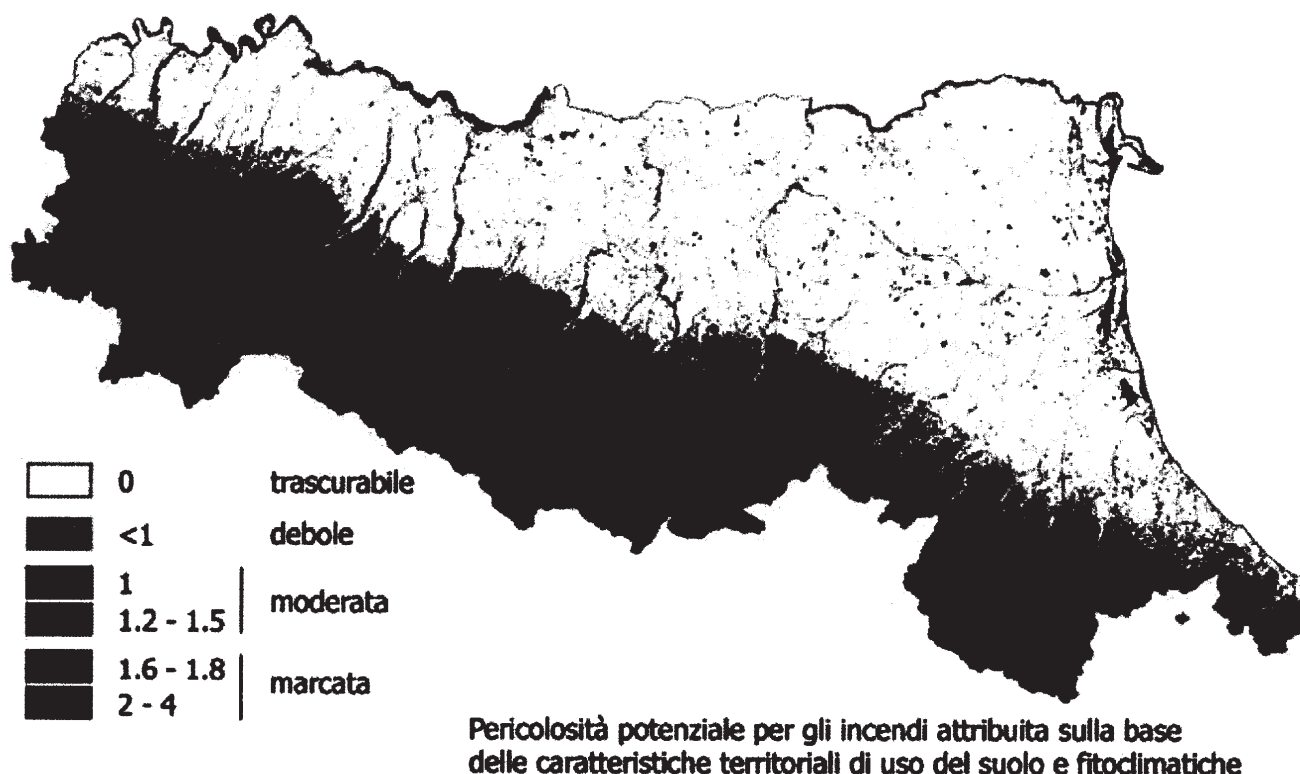 0 trascurabile
<1 debole
1
moderata
1.2 - 1.5
1.6 - 1.8
marcata
2 - 4
Pericolosità potenziale per gli incendi attribuita sulla base
delle caratteristiche territoriali di uso del suolo e fitoclimatiche